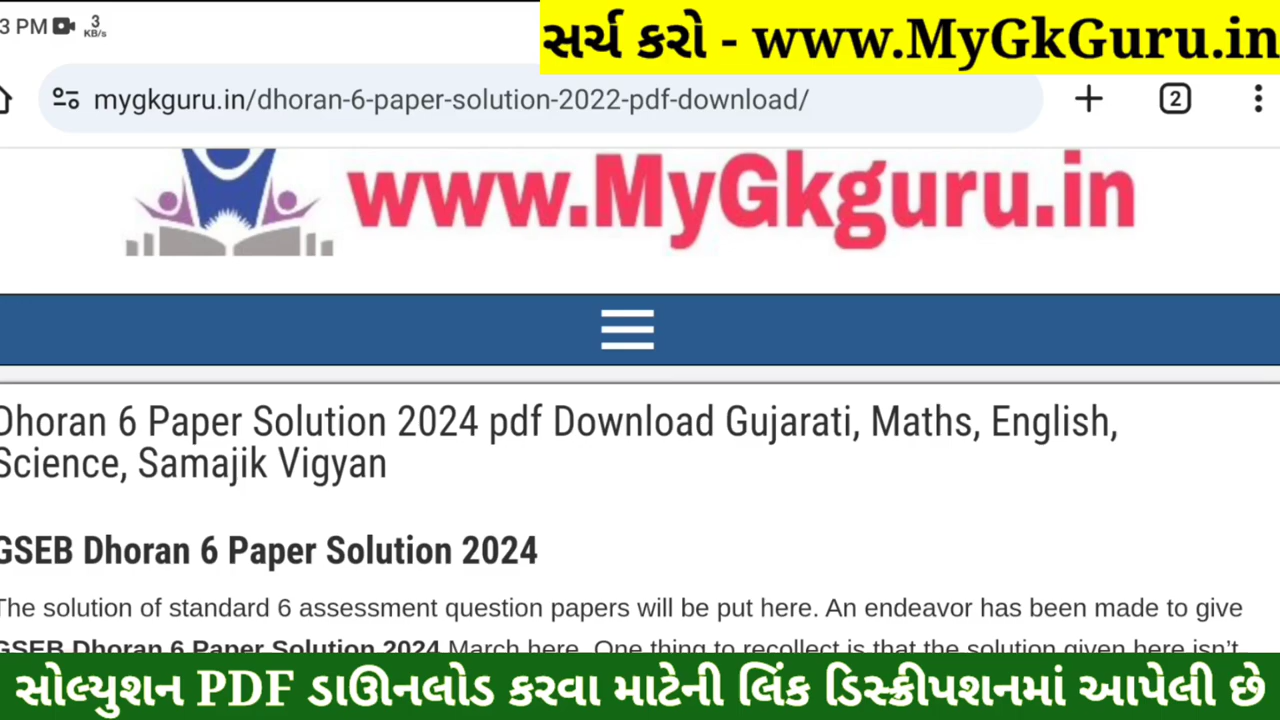 3 PM 3 KB/s
સર્ચ કરો - www.MyGkGuru.in
mygkguru.in/dhoran-6-paper-solution-2022-pdf-download/ 2
www.MyGkguru.in
Dhoran 6 Paper Solution 2024 pdf Download Gujarati, Maths, English,
Science, Samajik Vigyan
GSEB Dhoran 6 Paper Solution 2024
The solution of standard 6 assessment question papers will be put here. An endeavor has been made to give
GSEB Dhoran 6 Paper Solution 2024 March here. One thing to recollect is that the solution given here isn't
સોલ્યુશન PDF ડાઊનલોડ કરવા માટેની લિંક ડિસ્ક્રીપશનમાં આપેલી છે